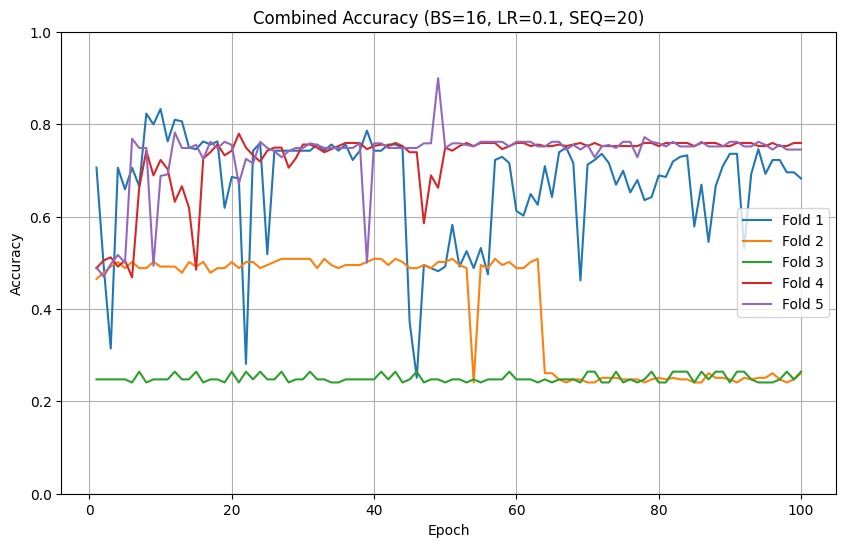 Combined Accuracy (BS=16, LR=0.1, SEQ=20)
1.0
0.8
0.6
0.4
0.2
0.0
Accuracy
Fold 1
Fold 2
Fold 3
Fold 4
Fold 5
0 20 40 60 80 100
Epoch